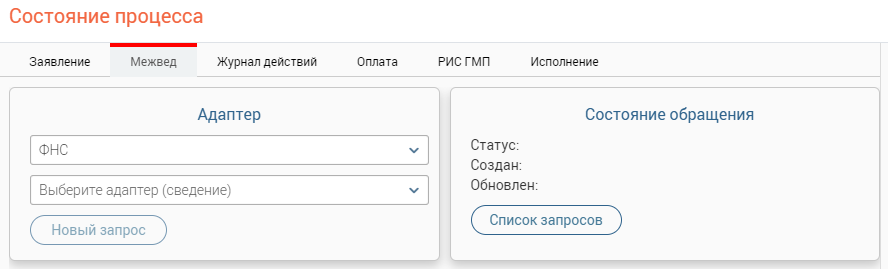 Состояние процесса
Заявление Межвед Журнал действий Оплата РИС ГМП Исполнение
Адаптер
ФНС
Выберите адаптер (сведение)
Новый запрос
Состояние обращения
Статус:
Создан:
Обновлен:
Список запросов